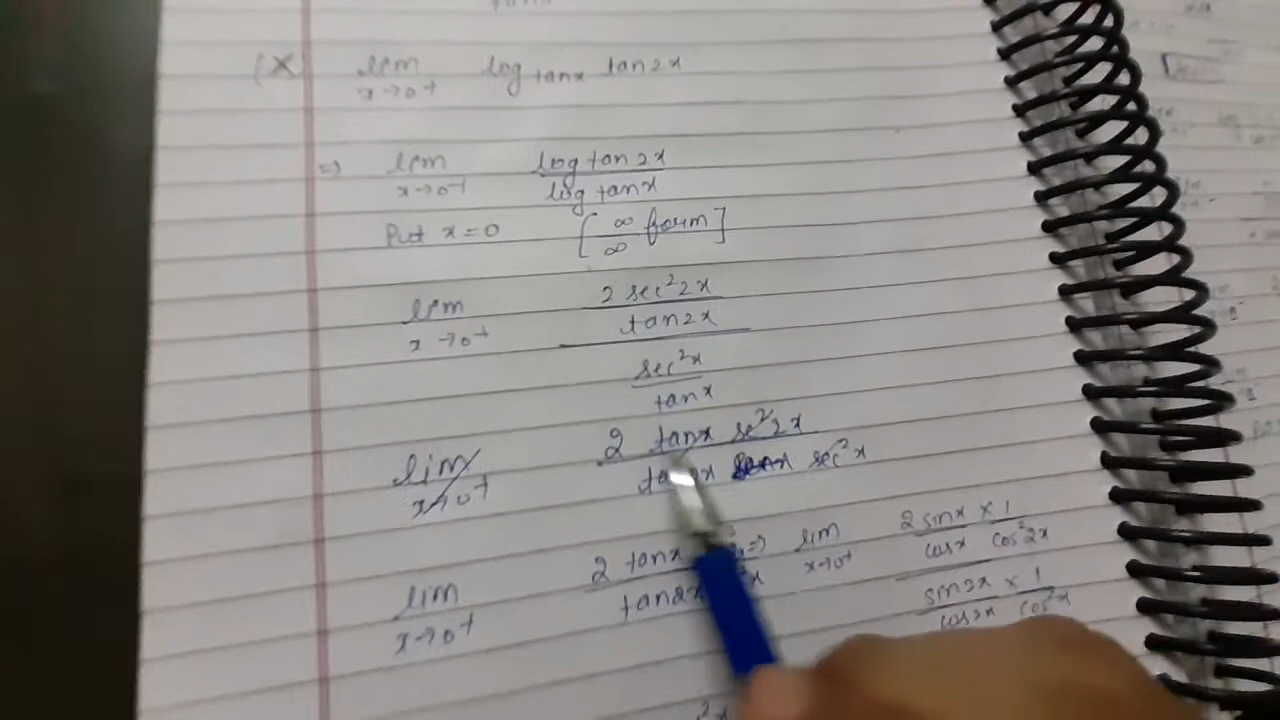 (X) lim x→0+ log tanx tan2x
=> lim x→0+ log tan2x / log tanx
Put x=0 [ ∞/∞ form ]
lim x→0+ 2 sec²2x / tan2x
sec²x / tanx
lim x→0+ 2 tanx sec²2x / sec²x
lim x→0+ 2 tanx / tan2x => lim x→0+ 2 sinx / cosx × 1 / cos²2x
sin2x / cos2x × 1 / cos²x